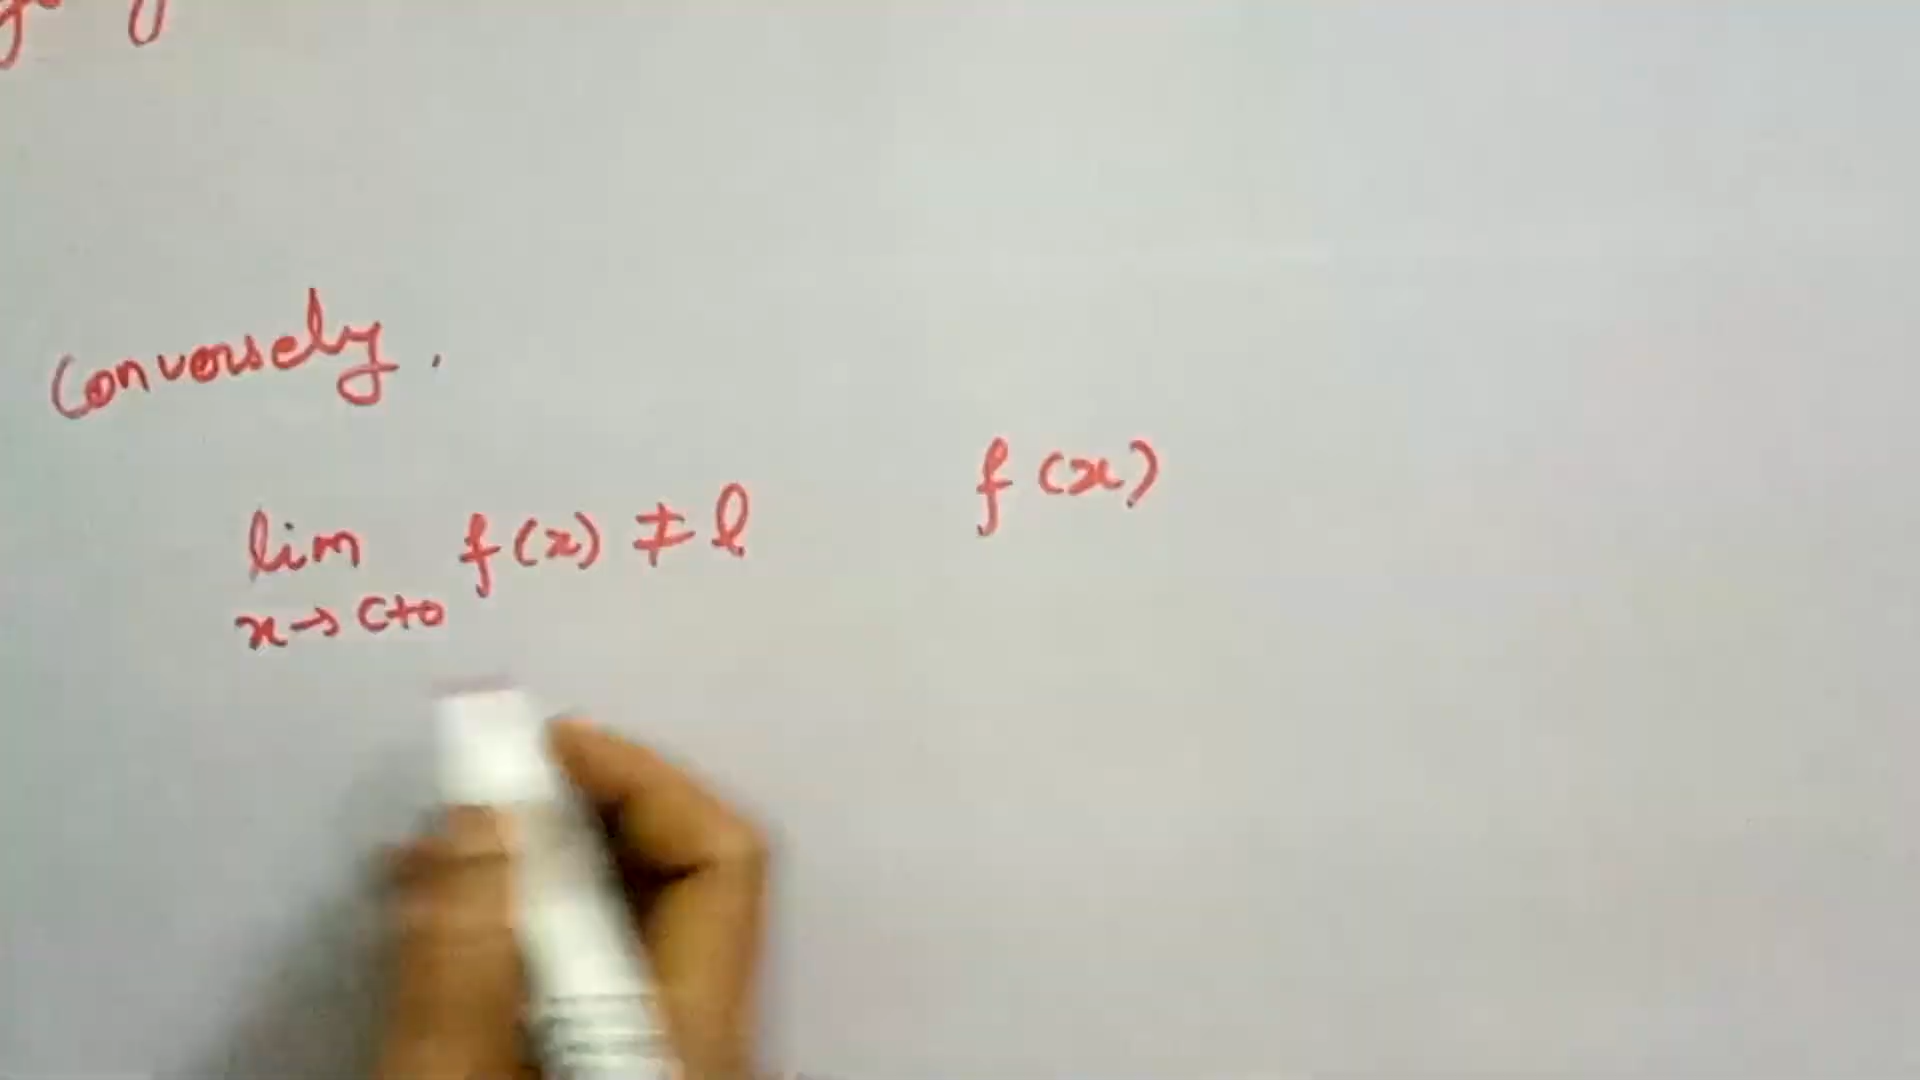 Conversely,
lim f(x) ≠ l f(x)
x→c+0